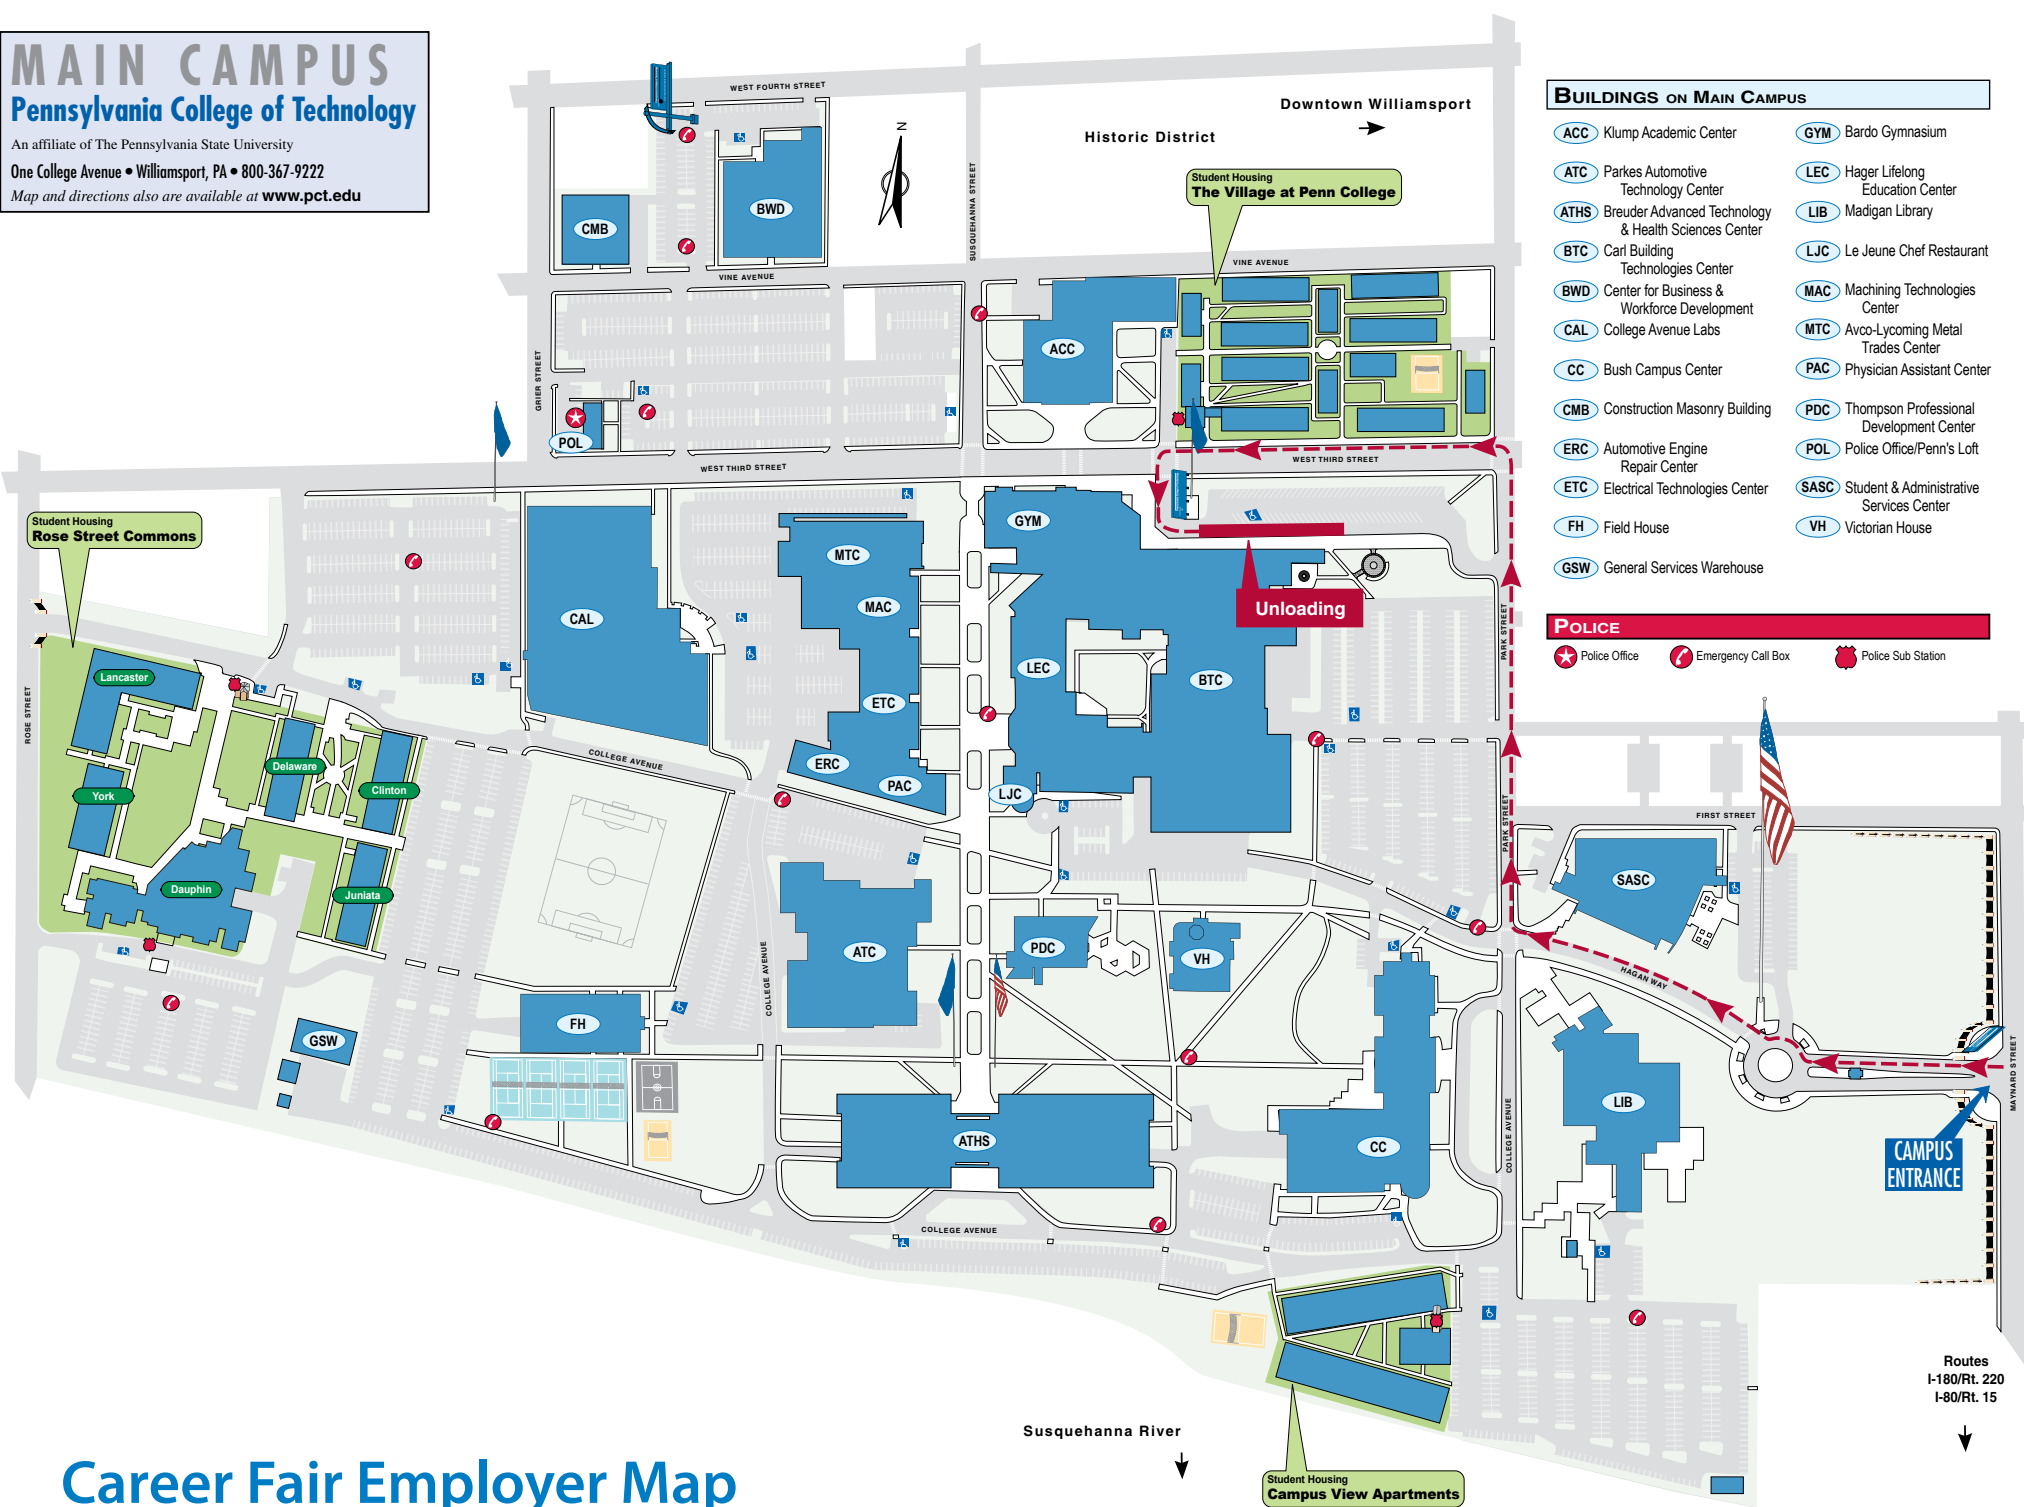 MAIN CAMPUS
Pennsylvania College of Technology
An affiliate of The Pennsylvania State University
One College Avenue • Williamsport, PA • 800-367-9222
Map and directions also are available at www.pct.edu
WEST FOURTH STREET
Downtown Williamsport
Historic District
N
SUSQUEHANNA STREET
Student Housing
The Village at Penn College
CMB
BWD
VINE AVENUE
VINE AVENUE
GRIER STREET
ACC
POL
WEST THIRD STREET
WEST THIRD STREET
Student Housing
Rose Street Commons
GYM
MTC
MAC
CAL
Unloading
PARK STREET
LEC
BTC
ETC
ROSE STREET
Lancaster
Delaware
Clinton
York
Dauphin
Juniata
COLLEGE AVENUE
ERC
PAC
LJC
PARK STREET
FIRST STREET
SASC
ATC
PDC
VH
COLLEGE AVENUE
HAGAN WAY
FH
GSW
MAYNARD STREET
LIB
ATHS
CC
COLLEGE AVENUE
CAMPUS
ENTRANCE
COLLEGE AVENUE
Routes
I-180/Rt. 220
I-80/Rt. 15
Susquehanna River
Student Housing
Campus View Apartments
Career Fair Employer Map
BUILDINGS ON MAIN CAMPUS
ACC Klump Academic Center
ATC Parkes Automotive
Technology Center
ATHS Breuder Advanced Technology
& Health Sciences Center
BTC Carl Building
Technologies Center
BWD Center for Business &
Workforce Development
CAL College Avenue Labs
CC Bush Campus Center
CMB Construction Masonry Building
ERC Automotive Engine
Repair Center
ETC Electrical Technologies Center
FH Field House
GSW General Services Warehouse
GYM Bardo Gymnasium
LEC Hager Lifelong
Education Center
LIB Madigan Library
LJC Le Jeune Chef Restaurant
MAC Machining Technologies
Center
MTC Avco-Lycoming Metal
Trades Center
PAC Physician Assistant Center
PDC Thompson Professional
Development Center
POL Police Office/Penn's Loft
SASC Student & Administrative
Services Center
VH Victorian House
POLICE
Police Office
Emergency Call Box
Police Sub Station